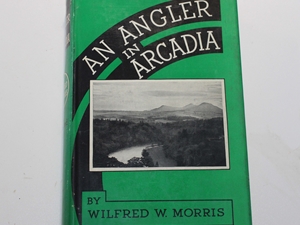 AN ANGLER
IN
ARCADIA
BY
WILFRED W. MORRIS